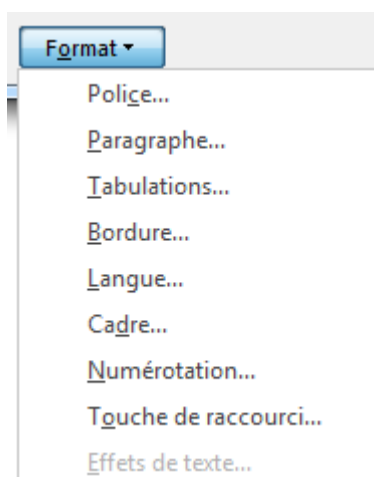 Format
Police...
Paragraphe...
Tabulations...
Bordure...
Langue...
Cadre...
Numérotation...
Touche de raccourci...
Effets de texte...